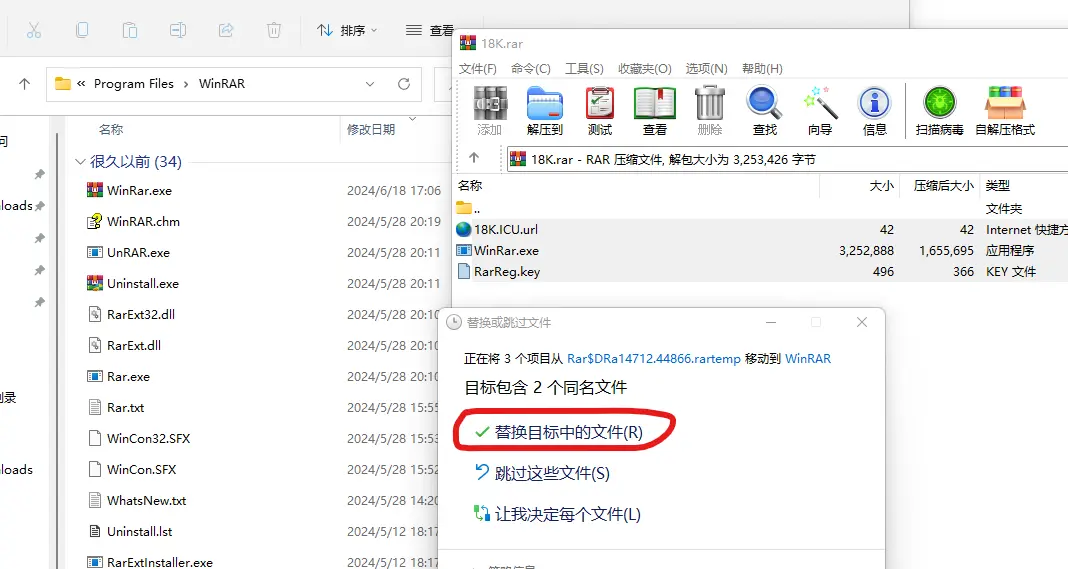 排序
查看
« Program Files › WinRAR
名称
修改日期
很久以前 (34)
WinRar.exe
2024/6/18 17:06
WinRAR.chm
2024/5/28 20:19
UnRAR.exe
2024/5/28 20:11
Uninstall.exe
2024/5/28 20:11
RarExt32.dll
2024/5/28 20:10
RarExt.dll
2024/5/28 20:10
Rar.exe
2024/5/28 20:10
Rar.txt
2024/5/28 15:55
WinCon32.SFX
2024/5/28 15:53
WinCon.SFX
2024/5/28 15:52
WhatsNew.txt
2024/5/28 14:20
Uninstall.lst
2024/5/12 18:17
RarExtInstaller.exe
2024/5/12 18:17
18K.rar
文件(F) 命令(C) 工具(S) 收藏夹(O) 选项(N) 帮助(H)
添加 解压到 测试 查看 删除 查找 向导 信息 扫描病毒 自解压格式
18K.rar - RAR 压缩文件, 解包大小为 3,253,426 字节
名称 大小 压缩后大小 类型
.. 文件夹
18K.ICU.url 42 42 Internet 快捷方
WinRar.exe 3,252,888 1,655,695 应用程序
RarReg.key 496 366 KEY 文件
替换或跳过文件
正在将 3 个项目从 Rar$DRa14712.44866.rartemp 移动到 WinRAR
目标包含 2 个同名文件
替换目标中的文件(R)
跳过这些文件(S)
让我决定每个文件(L)